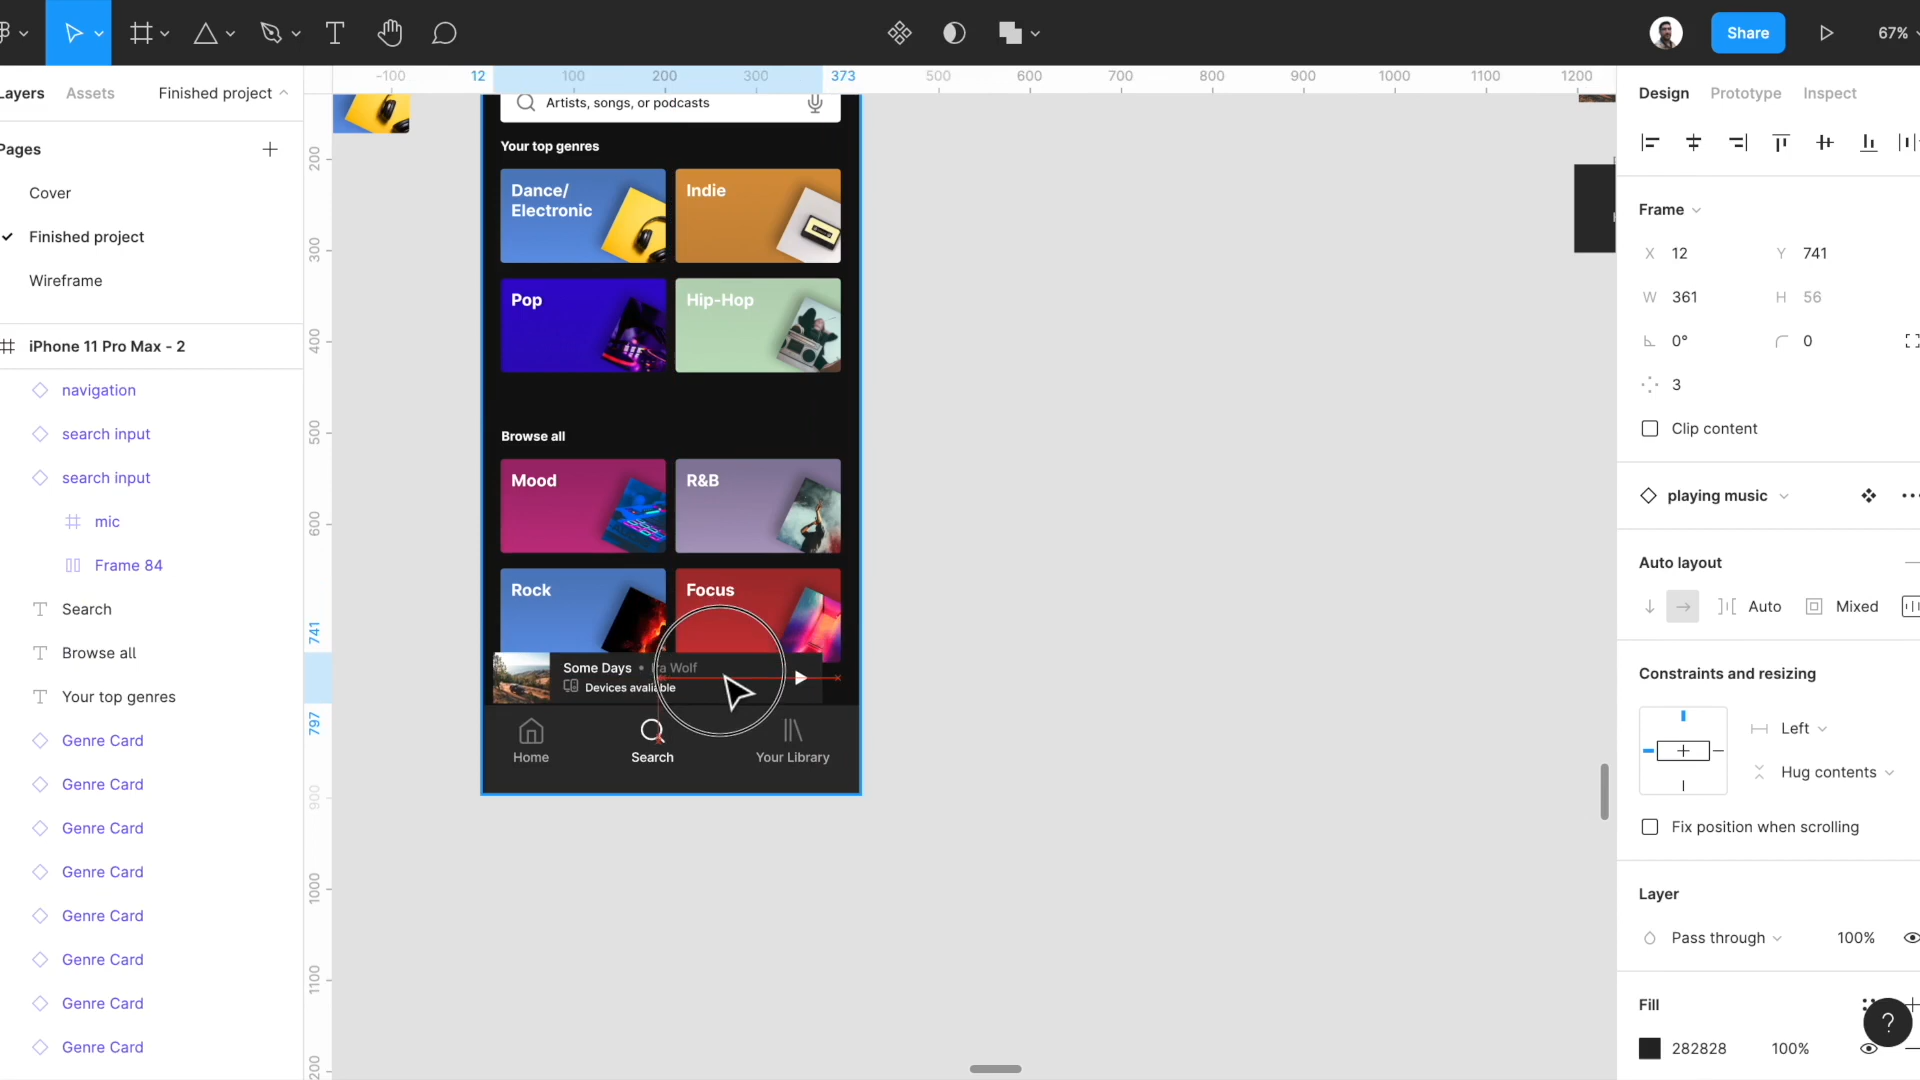 Share
67%
Layers
Assets
Finished project
Pages
Cover
Finished project
Wireframe
iPhone 11 Pro Max - 2
navigation
search input
search input
mic
Frame 84
Search
Browse all
Your top genres
Genre Card
Genre Card
Genre Card
Genre Card
Genre Card
Genre Card
Genre Card
Genre Card
-100
12
100
200
300
373
500
600
700
800
900
1000
1100
1200
200
300
400
500
600
741
797
900
1000
1100
1200
Artists, songs, or podcasts
Your top genres
Dance/
Electronic
Indie
Pop
Hip-Hop
Browse all
Mood
R&B
Rock
Focus
Some Days • Ira Wolf
Devices avaliable
Home
Search
Your Library
Design
Prototype
Inspect
Frame
X 12
Y 741
W 361
H 56
0°
0
3
Clip content
playing music
Auto layout
Auto
Mixed
Constraints and resizing
Left
Hug contents
Fix position when scrolling
Layer
Pass through
100%
Fill
282828
100%
?